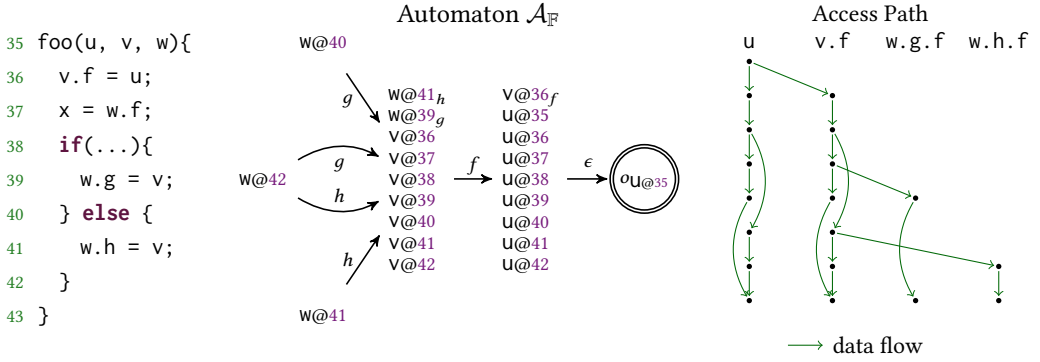 35 foo(u, v, w){
36 v.f = u;
37 x = w.f;
38 if(...){
39 w.g = v;
40 } else {
41 w.h = v;
42 }
43 }
Automaton 𝒜𝔽
w@40
g
w@42
g
h
h
w@41
w@41h
w@39g
v@36
v@37
v@38
v@39
v@40
v@41
v@42
f
v@36f
u@35
u@36
u@37
u@38
u@39
u@40
u@41
u@42
ϵ
ou@35
Access Path
u v.f w.g.f w.h.f
data flow